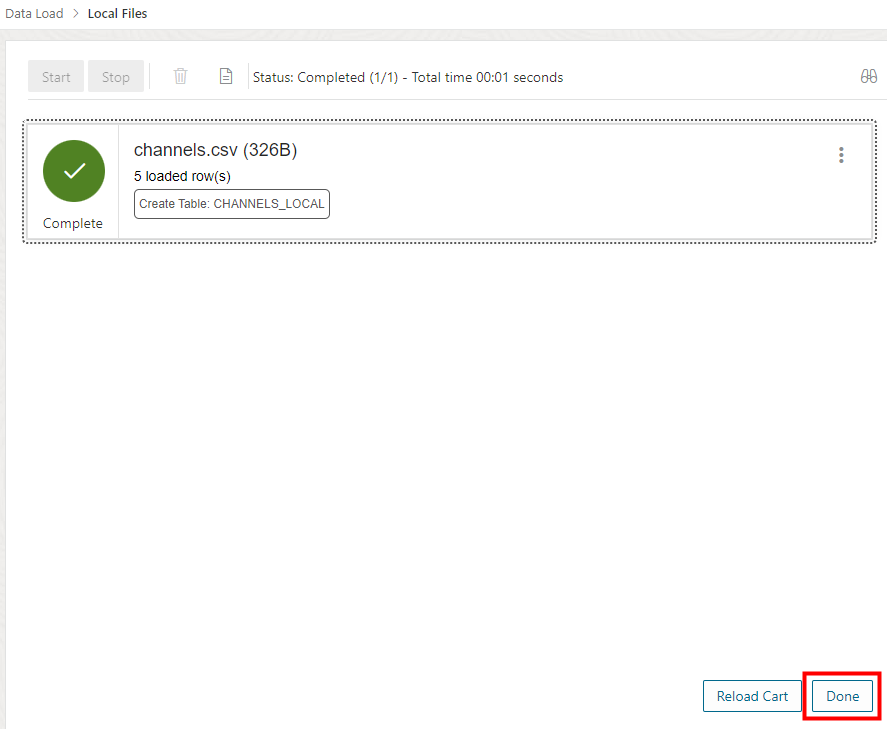 Data Load > Local Files
Start Stop Status: Completed (1/1) - Total time 00:01 seconds
channels.csv (326B)
5 loaded row(s)
Create Table: CHANNELS_LOCAL
Complete
Reload Cart Done